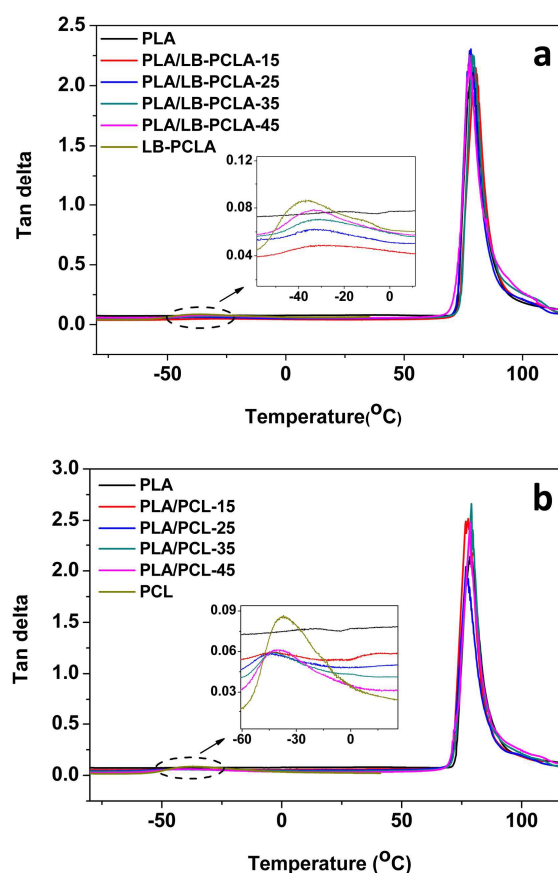 a
PLA
PLA/LB-PCLA-15
PLA/LB-PCLA-25
PLA/LB-PCLA-35
PLA/LB-PCLA-45
LB-PCLA
2.5
2.0
1.5
1.0
0.5
0.0
Tan delta
0.12
0.08
0.04
-40 -20 0
-50 0 50 100
Temperature(°C)
b
PLA
PLA/PCL-15
PLA/PCL-25
PLA/PCL-35
PLA/PCL-45
PCL
3.0
2.5
2.0
1.5
1.0
0.5
0.0
Tan delta
0.09
0.06
0.03
-60 -30 0
-50 0 50 100
Temperature (°C)